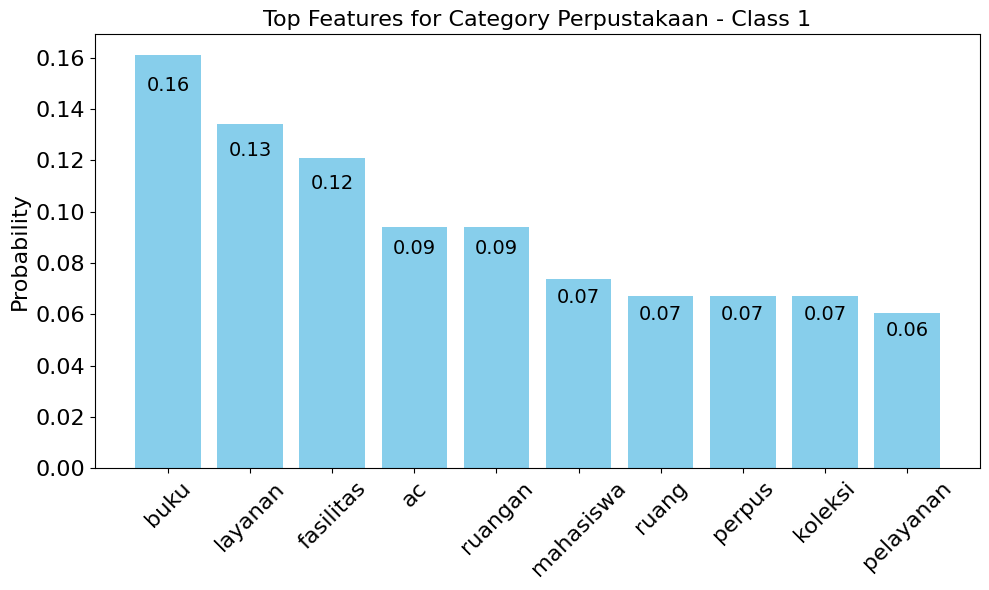 Top Features for Category Perpustakaan - Class 1
Probability
0.16
0.14
0.12
0.10
0.08
0.06
0.04
0.02
0.00
0.16
0.13
0.12
0.09
0.09
0.07
0.07
0.07
0.07
0.06
buku
layanan
fasilitas
ac
ruangan
mahasiswa
ruang
perpus
koleksi
pelayanan